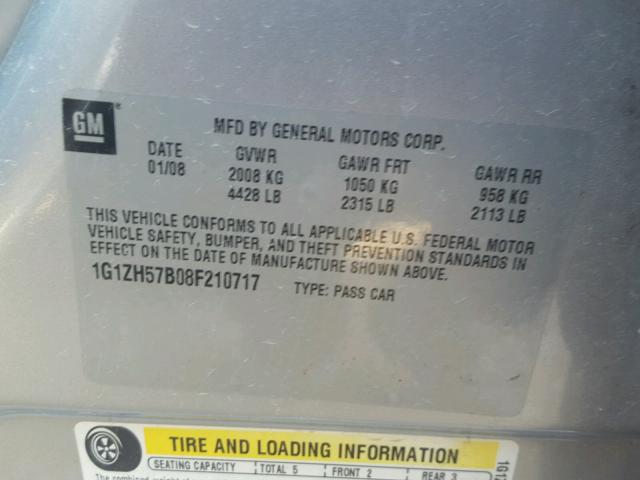 GM
MFD BY GENERAL MOTORS CORP.
DATE GVWR GAWR FRT GAWR RR
01/08 2008 KG 1050 KG 958 KG
4428 LB 2315 LB 2113 LB
THIS VEHICLE CONFORMS TO ALL APPLICABLE U.S. FEDERAL MOTOR
VEHICLE SAFETY, BUMPER, AND THEFT PREVENTION STANDARDS IN
EFFECT ON THE DATE OF MANUFACTURE SHOWN ABOVE.
1G1ZH57B08F210717 TYPE: PASS CAR
TIRE AND LOADING INFORMATION
SEATING CAPACITY TOTAL 5 FRONT 2 REAR 3
The combined weight